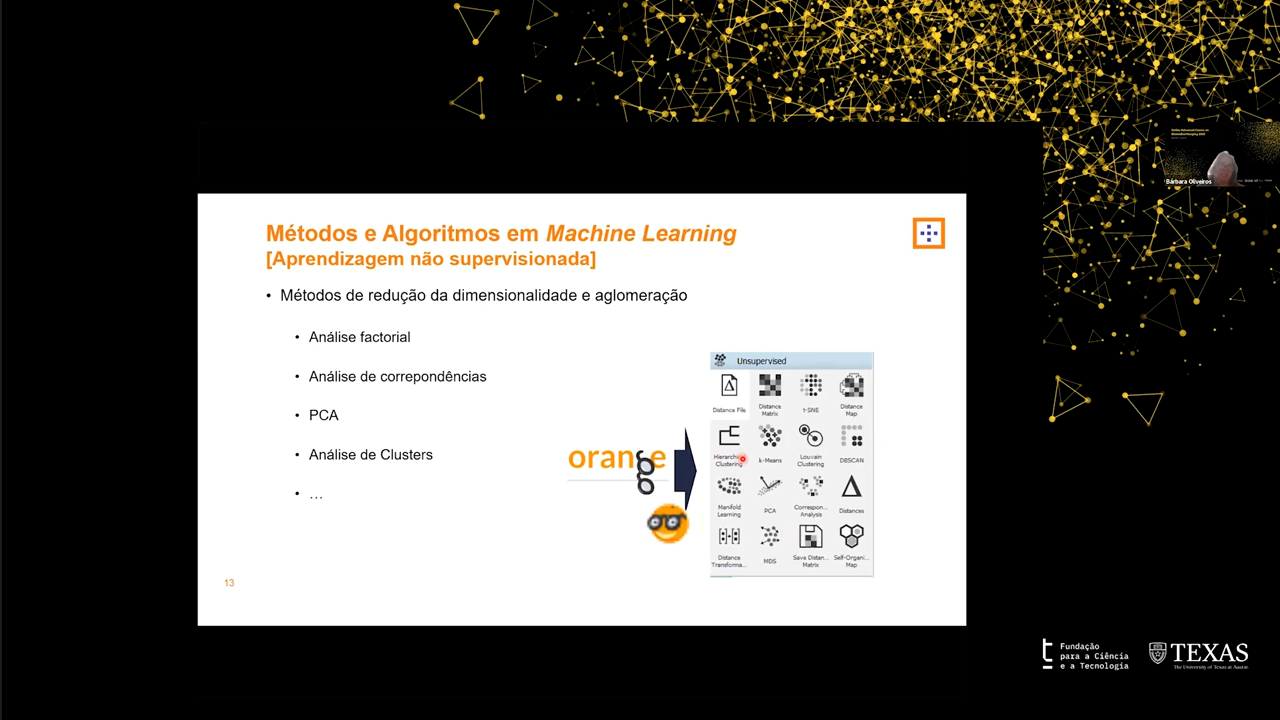 Métodos e Algoritmos em Machine Learning
[Aprendizagem não supervisionada]
• Métodos de redução da dimensionalidade e aglomeração
• Análise factorial
• Análise de correpondências
• PCA
• Análise de Clusters
• …
orange
Unsupervised
Distance File
Distance Matrix
t-SNE
Distance Map
Hierarchic Clustering
k-Means
Louvain Clustering
DBSCAN
Manifold Learning
PCA
Correspon... Analysis
Distances
Distance Transforma...
MDS
Save Distan... Matrix
Self-Organi... Map
13
Bárbara Oliveiros
Fundação
para a Ciência
e a Tecnologia
TEXAS
The University of Texas at Austin